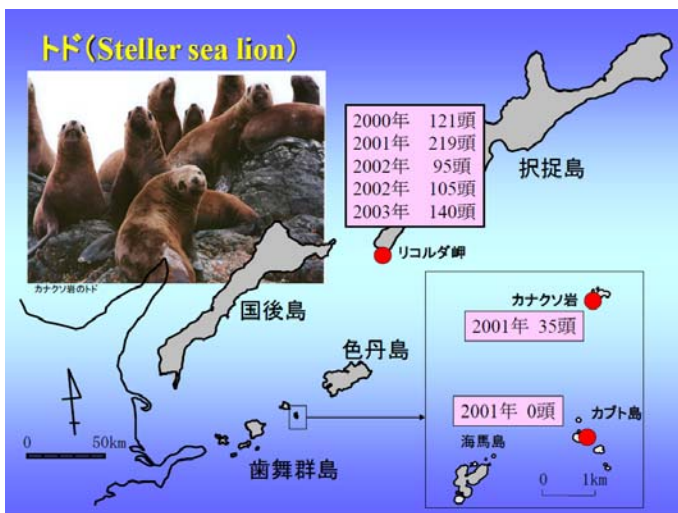 トド(Steller sea lion)
2000年 121頭
2001年 219頭
2002年 95頭
2002年 105頭
2003年 140頭
択捉島
リコルダ岬
カナクソ岩のトド
国後島
カナクソ岩
2001年 35頭
色丹島
2001年 0頭
カブト島
海馬島
0 50km
歯舞群島
0 1km